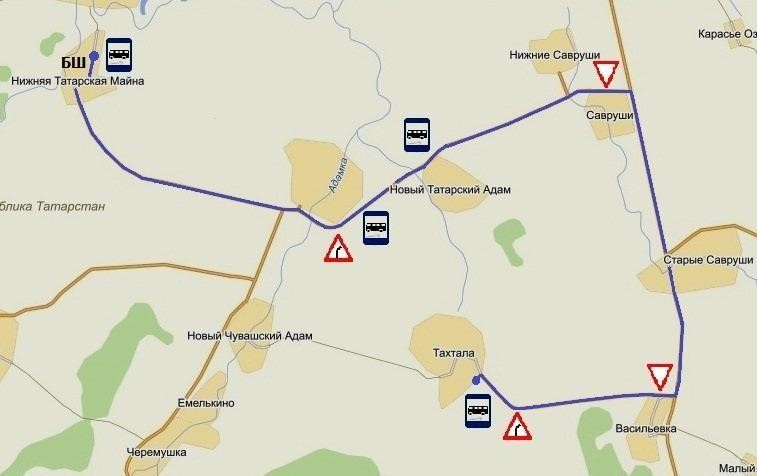 Карасье Оз
БШ
Нижние Савруши
Нижняя Татарская Майна
Савруши
Адамка
Новый Татарский Адам
блика Татарстан
Старые Савруши
Новый Чувашский Адам
Тахтала
Емелькино
Васильевка
Черемушка
Малый